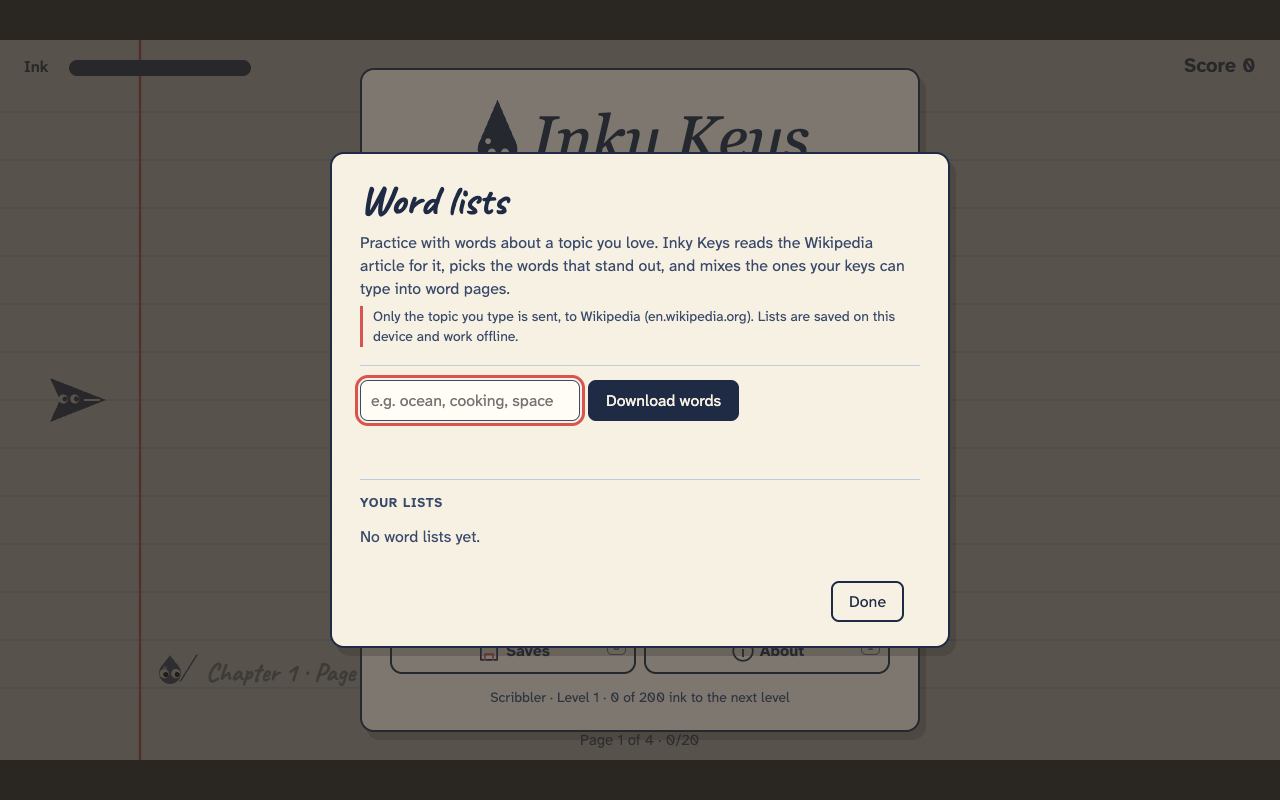 Ink
Score 0
Inky Keys
Word lists
Practice with words about a topic you love. Inky Keys reads the Wikipedia
article for it, picks the words that stand out, and mixes the ones your keys can
type into word pages.
Only the topic you type is sent, to Wikipedia (en.wikipedia.org). Lists are saved on this
device and work offline.
e.g. ocean, cooking, space
Download words
YOUR LISTS
No word lists yet.
Done
Saves
About
Chapter 1 · Page
Scribbler · Level 1 · 0 of 200 ink to the next level
Page 1 of 4 · 0/20